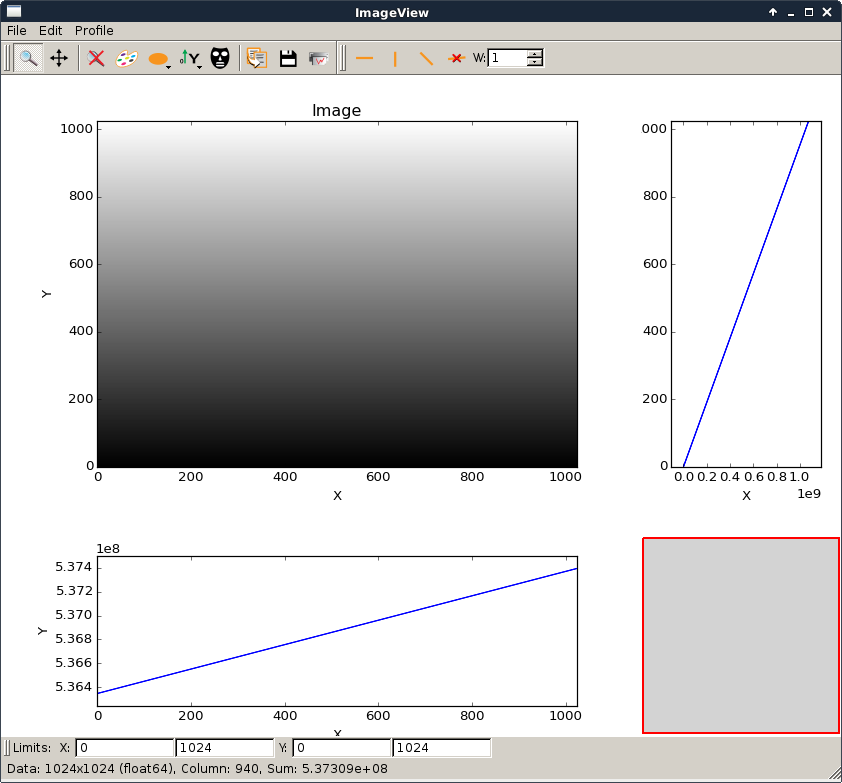 ImageView
File Edit Profile
Y W: 1
Image
1000
800
600
400
200
0
Y
0 200 400 600 800 1000
X
000
800
600
400
200
0
0.0 0.2 0.4 0.6 0.8 1.0
X 1e9
1e8
5.374
5.372
5.370
5.368
5.366
5.364
Y
0 200 400 600 800 1000
X
Limits: X: 0 1024 Y: 0 1024
Data: 1024x1024 (float64), Column: 940, Sum: 5.37309e+08